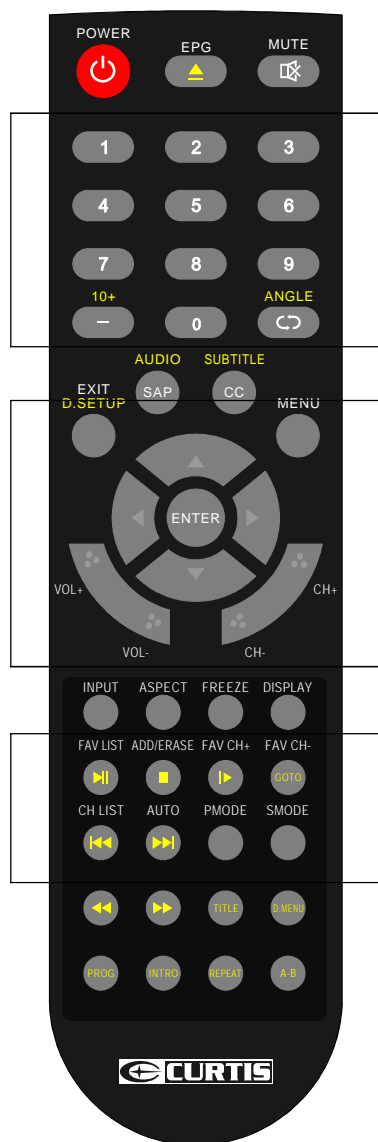 POWER EPG MUTE
1 2 3
4 5 6
7 8 9
10+ ANGLE
– 0
AUDIO SUBTITLE
EXIT SAP CC MENU
D.SETUP
ENTER
VOL+ CH+
VOL- CH-
INPUT ASPECT FREEZE DISPLAY
FAV LIST ADD/ERASE FAV CH+ FAV CH-
GOTO
CH LIST AUTO PMODE SMODE
TITLE D.MENU
PROG INTRO REPEAT A-B
CURTIS